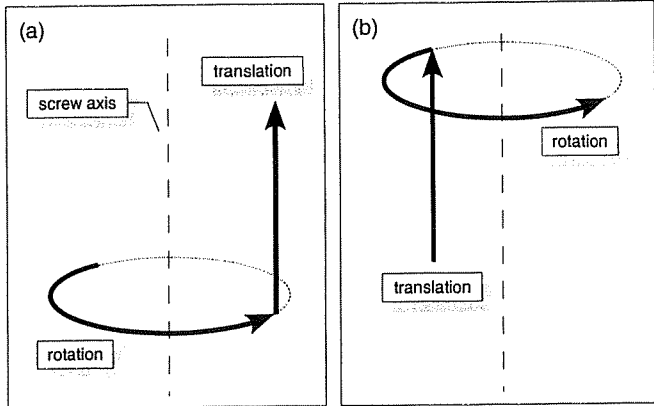 (a)
translation
screw axis
rotation
(b)
rotation
translation